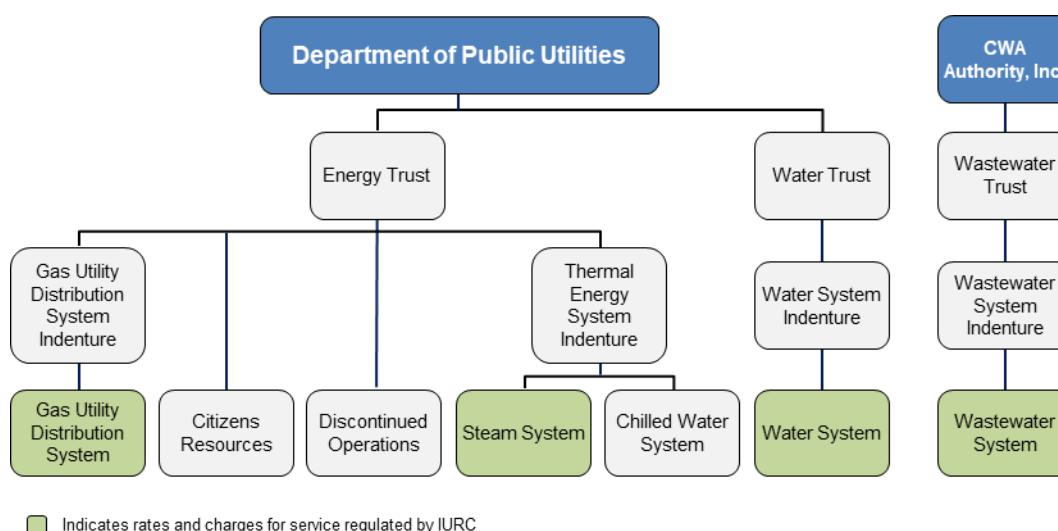 Department of Public Utilities
CWA
Authority, Inc.
Energy Trust
Water Trust
Wastewater
Trust
Gas Utility
Distribution
System
Indenture
Thermal
Energy
System
Indenture
Water System
Indenture
Wastewater
System
Indenture
Gas Utility
Distribution
System
Citizens
Resources
Discontinued
Operations
Steam System
Chilled Water
System
Water System
Wastewater
System
Indicates rates and charges for service regulated by IURC